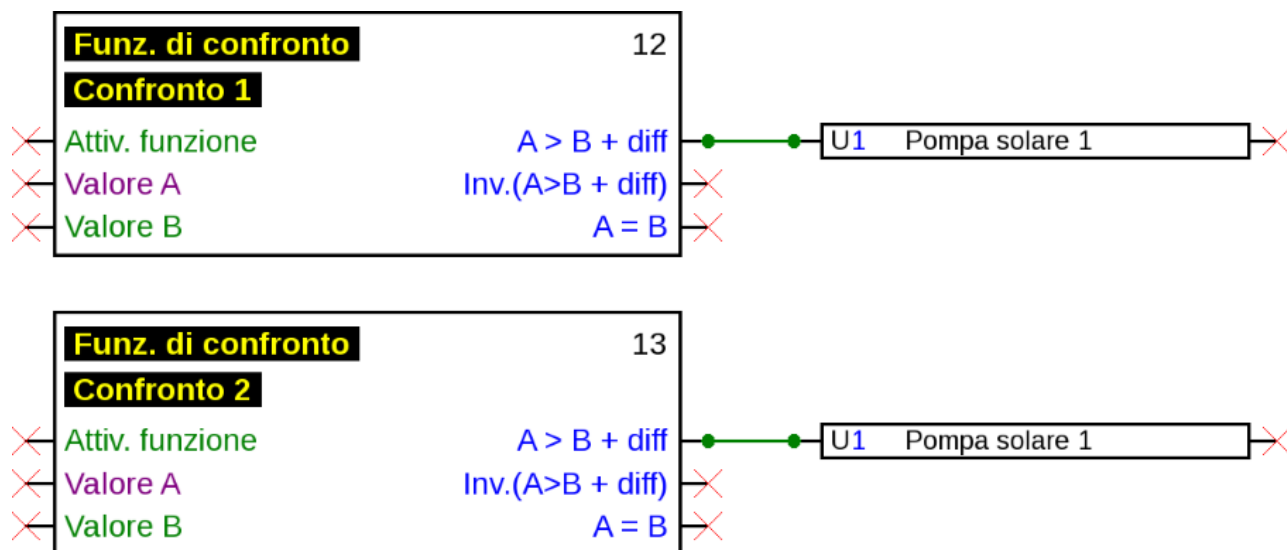 Funz. di confronto 12
Confronto 1
Attiv. funzione A > B + diff U1 Pompa solare 1
Valore A Inv.(A>B + diff)
Valore B A = B
Funz. di confronto 13
Confronto 2
Attiv. funzione A > B + diff U1 Pompa solare 1
Valore A Inv.(A>B + diff)
Valore B A = B